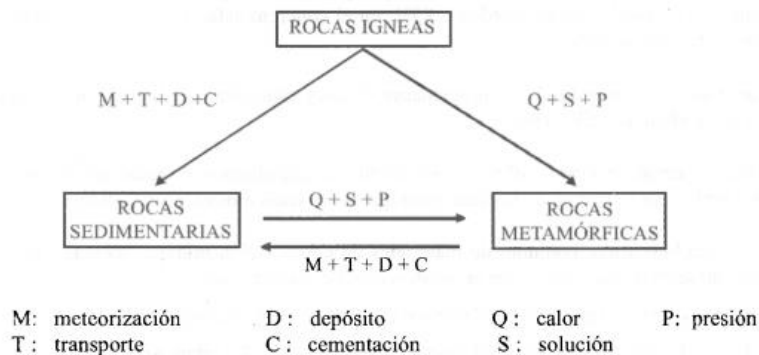 ROCAS IGNEAS
M + T + D +C
Q + S + P
ROCAS
SEDIMENTARIAS
Q + S + P
M + T + D + C
ROCAS
METAMÓRFICAS
M: meteorización D : depósito Q : calor P: presión
T : transporte C : cementación S : solución